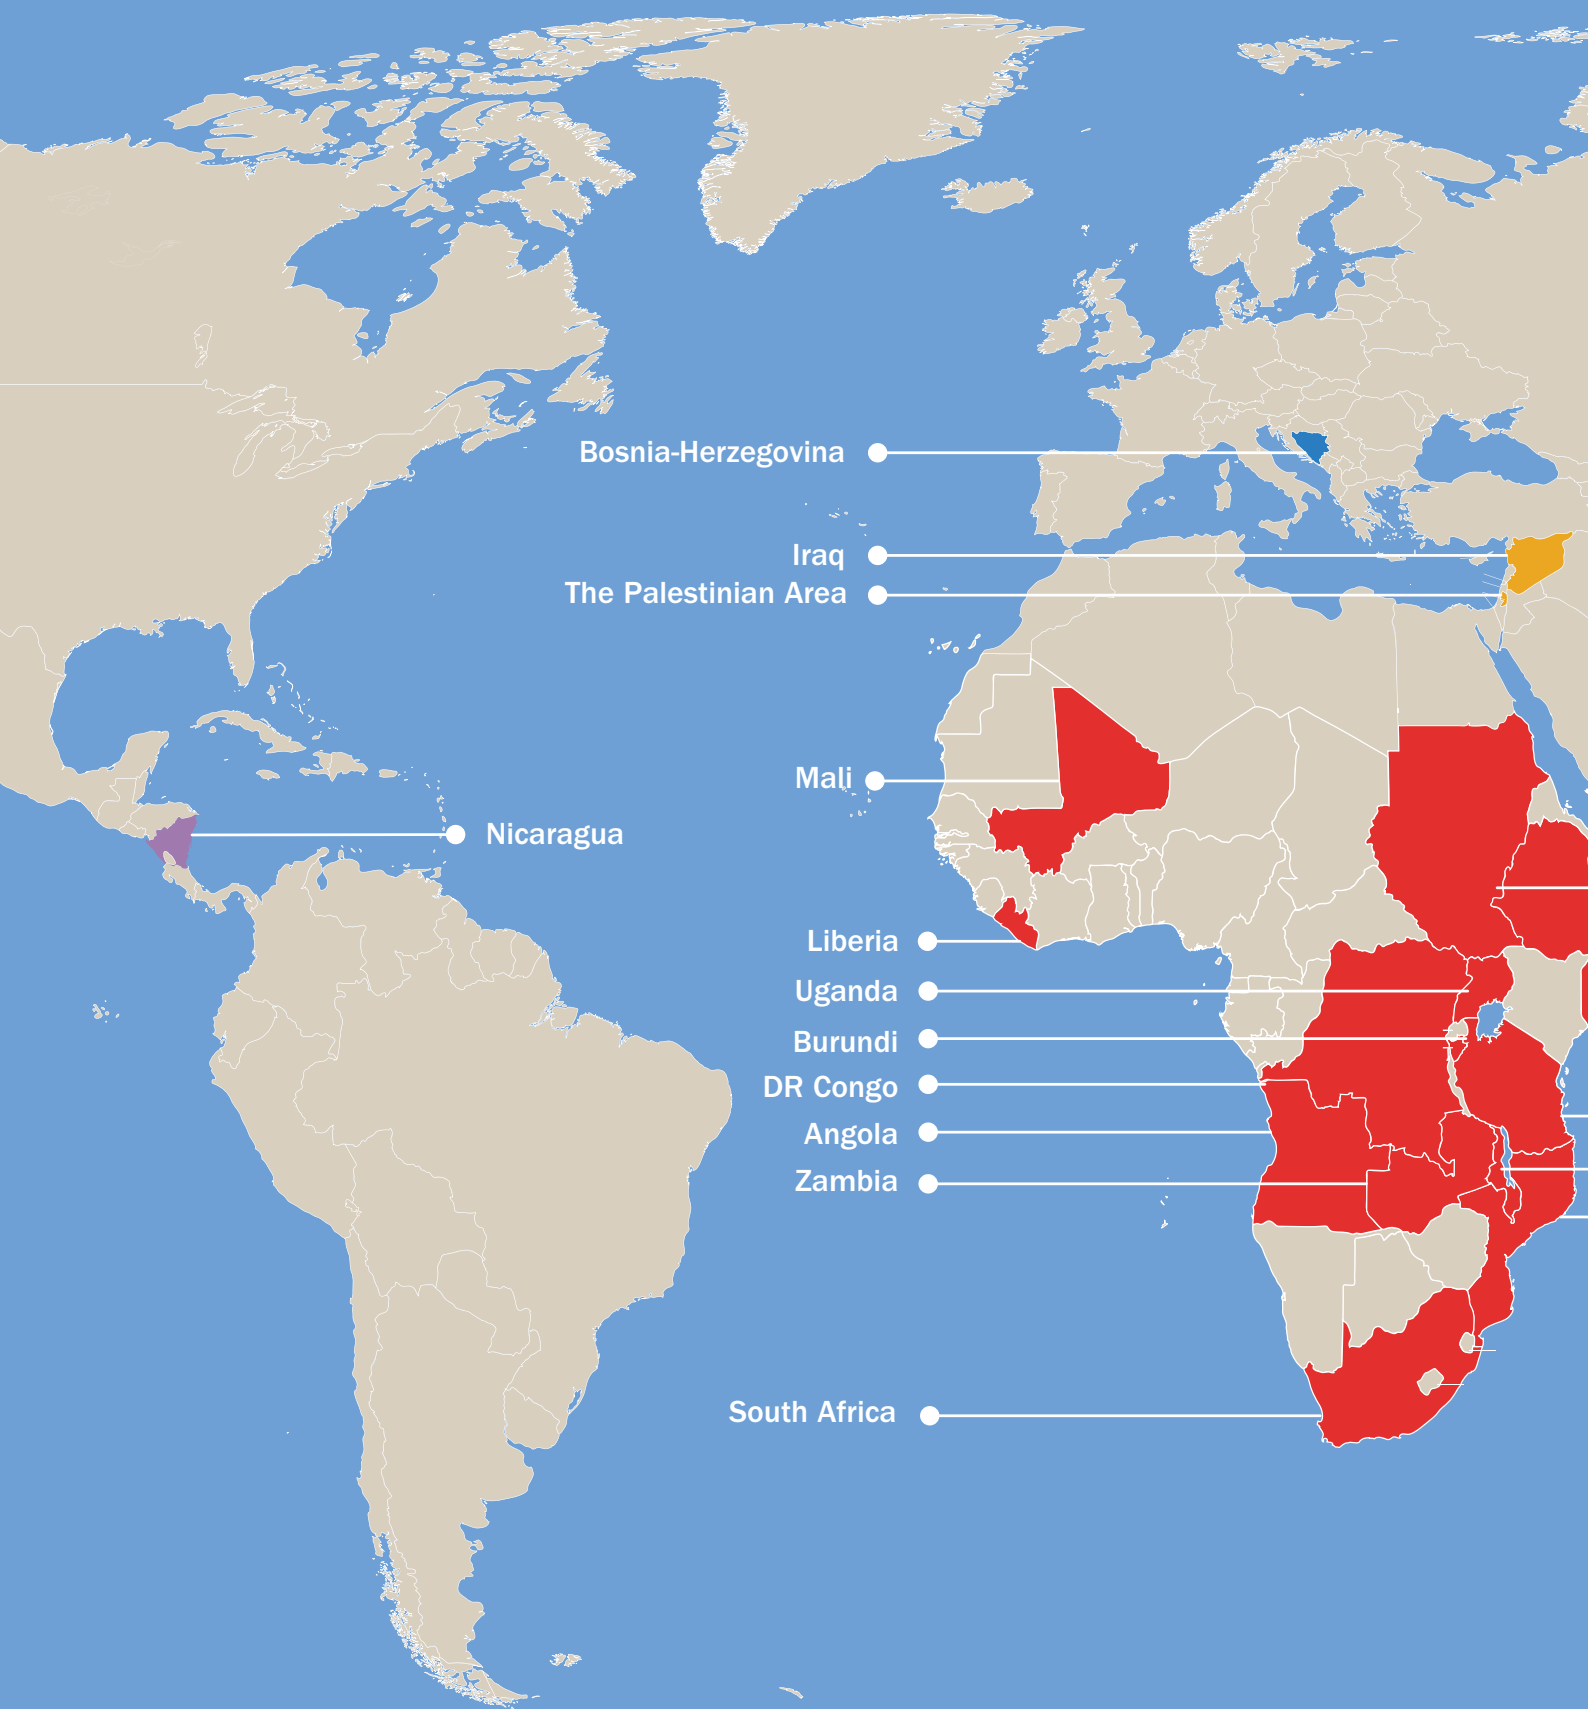 Bosnia-Herzegovina
Iraq
The Palestinian Area
Mali
Nicaragua
Liberia
Uganda
Burundi
DR Congo
Angola
Zambia
South Africa